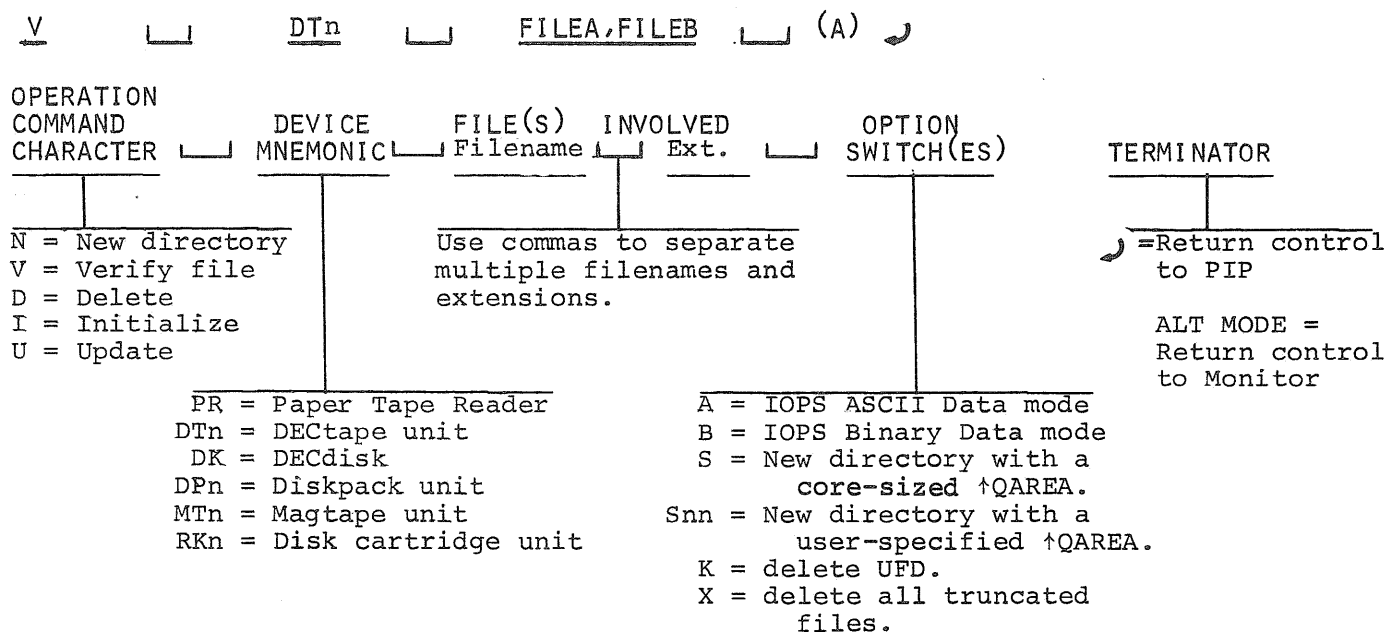 V ␣ DTn ␣ FILEA,FILEB ␣ (A) ⤶
OPERATION
COMMAND DEVICE FILE(S) INVOLVED OPTION
CHARACTER ␣ MNEMONIC ␣ Filename ␣ Ext. ␣ SWITCH(ES) TERMINATOR
N = New directory
V = Verify file
D = Delete
I = Initialize
U = Update
Use commas to separate
multiple filenames and
extensions.
⤶ =Return control
to PIP
ALT MODE =
Return control
to Monitor
PR = Paper Tape Reader
DTn = DECtape unit
DK = DECdisk
DPn = Diskpack unit
MTn = Magtape unit
RKn = Disk cartridge unit
A = IOPS ASCII Data mode
B = IOPS Binary Data mode
S = New directory with a
core-sized ↑QAREA.
Snn = New directory with a
user-specified ↑QAREA.
K = delete UFD.
X = delete all truncated
files.